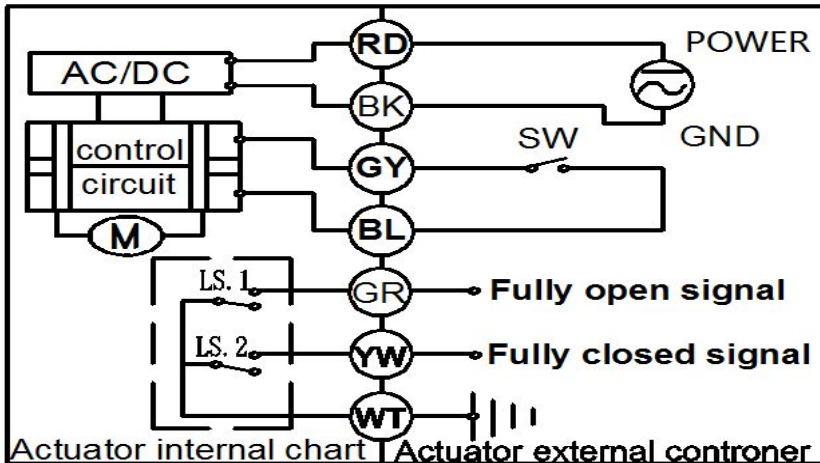 RD
POWER
AC/DC
BK
GND
control
circuit
SW
GY
BL
M
LS. 1
GR
Fully open signal
LS. 2
YW
Fully closed signal
WT
Actuator internal chart
Actuator external controner